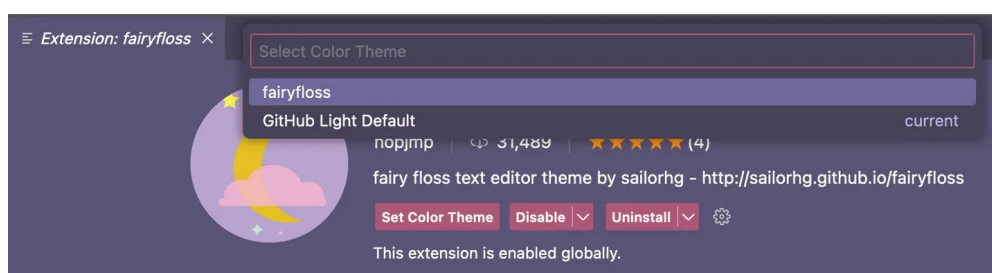 Extension: fairyfloss
Select Color Theme
fairyfloss
GitHub Light Default current
nopjmp 31,489 (4)
fairy floss text editor theme by sailorhg - http://sailorhg.github.io/fairyfloss
Set Color Theme Disable Uninstall
This extension is enabled globally.